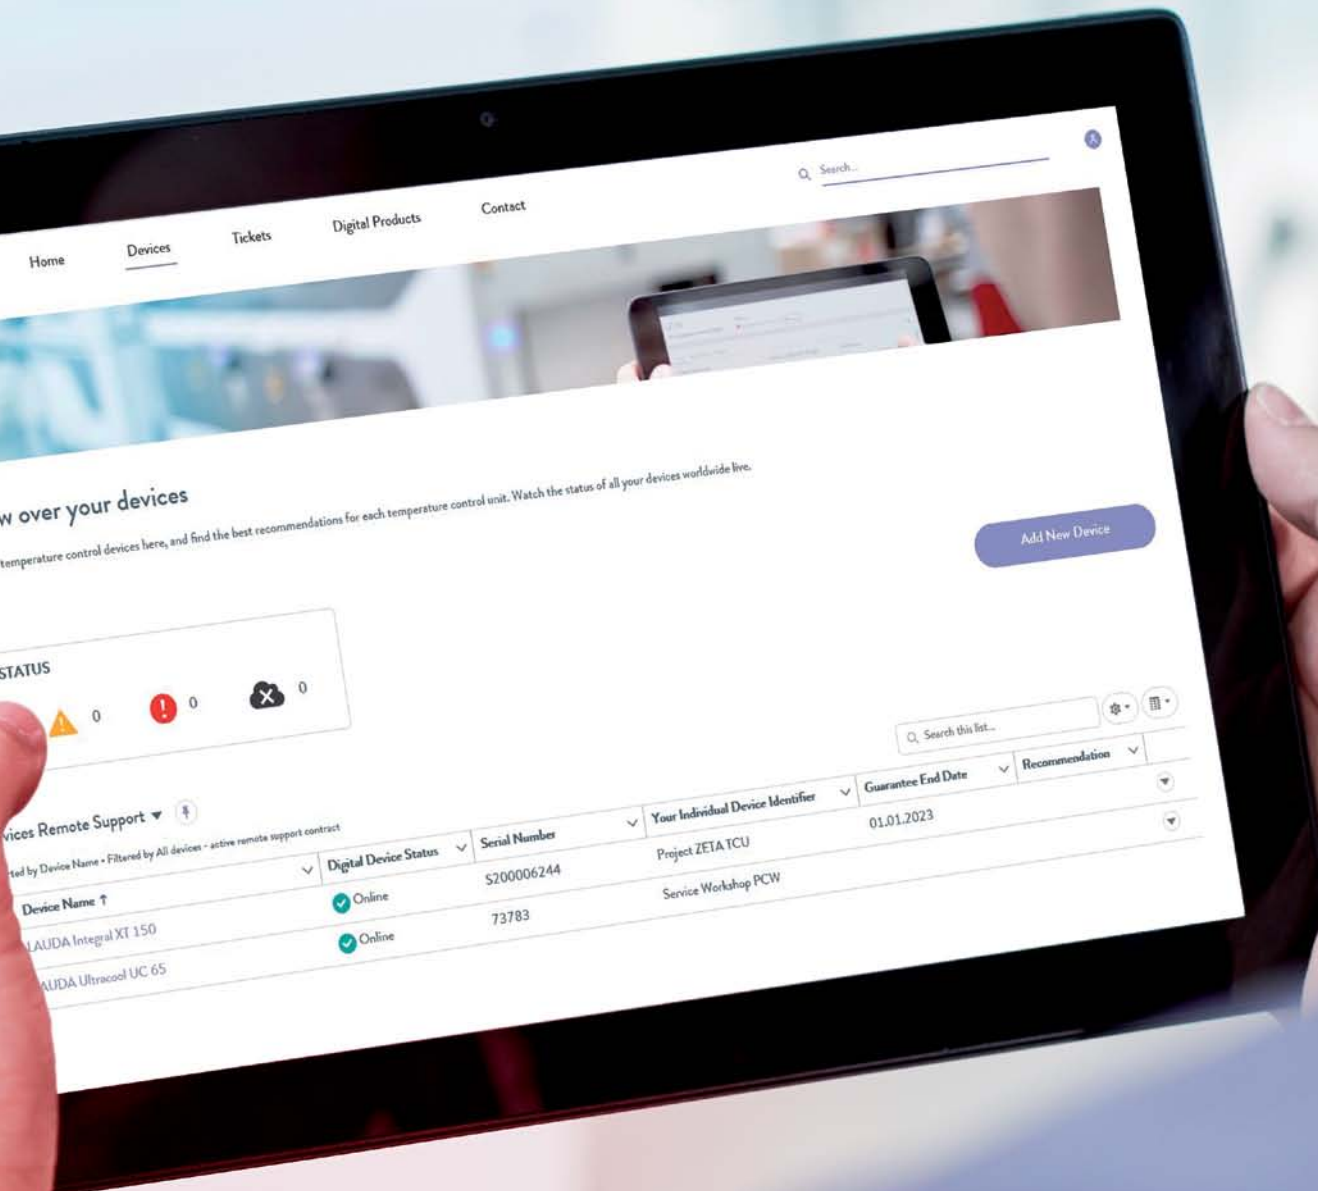 Home Devices Tickets Digital Products Contact
Search...
over your devices
temperature control devices here, and find the best recommendations for each temperature control unit. Watch the status of all your devices worldwide live.
Add New Device
STATUS
0 0 0
Remote Support
by Device Name • Filtered by All devices - active remote support contract
Search this list...
Device Name ↑ Digital Device Status Serial Number Your Individual Device Identifier Guarantee End Date Recommendation
LAUDA Integral XT 150 Online S200006244 Project ZETA TCU 01.01.2023
AUDA Ultracool UC 65 Online 73783 Service Workshop PCW